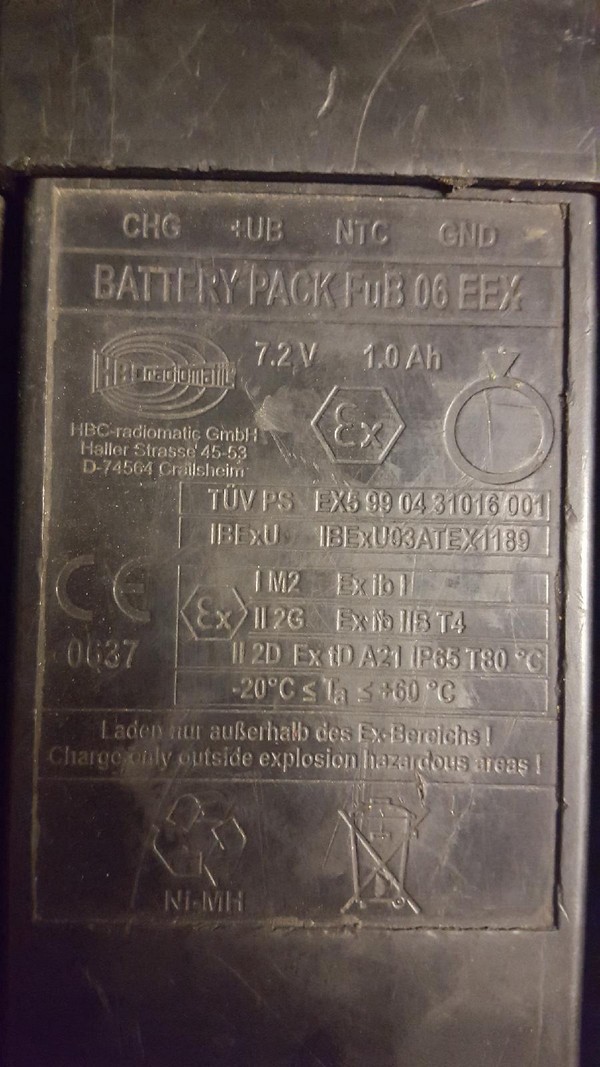 CHG +UB NTC GND
BATTERY PACK FuB 06 EEX
HBC radiomatic
7.2 V 1.0 Ah
εx
HBC-radiomatic GmbH
Haller Strasse 45-53
D-74564 Crailsheim
TÜV PS EX5 99 04 31016 001
IBExU IBExU03ATEX1189
CE
0637
εx
I M2 Ex ib I
II 2G Ex ib IIB T4
II 2D Ex tD A21 IP65 T80 °C
-20°C ≤ Ta ≤ +60 °C
Laden nur außerhalb des Ex-Bereichs !
Charge only outside explosion hazardous areas !
Ni-MH